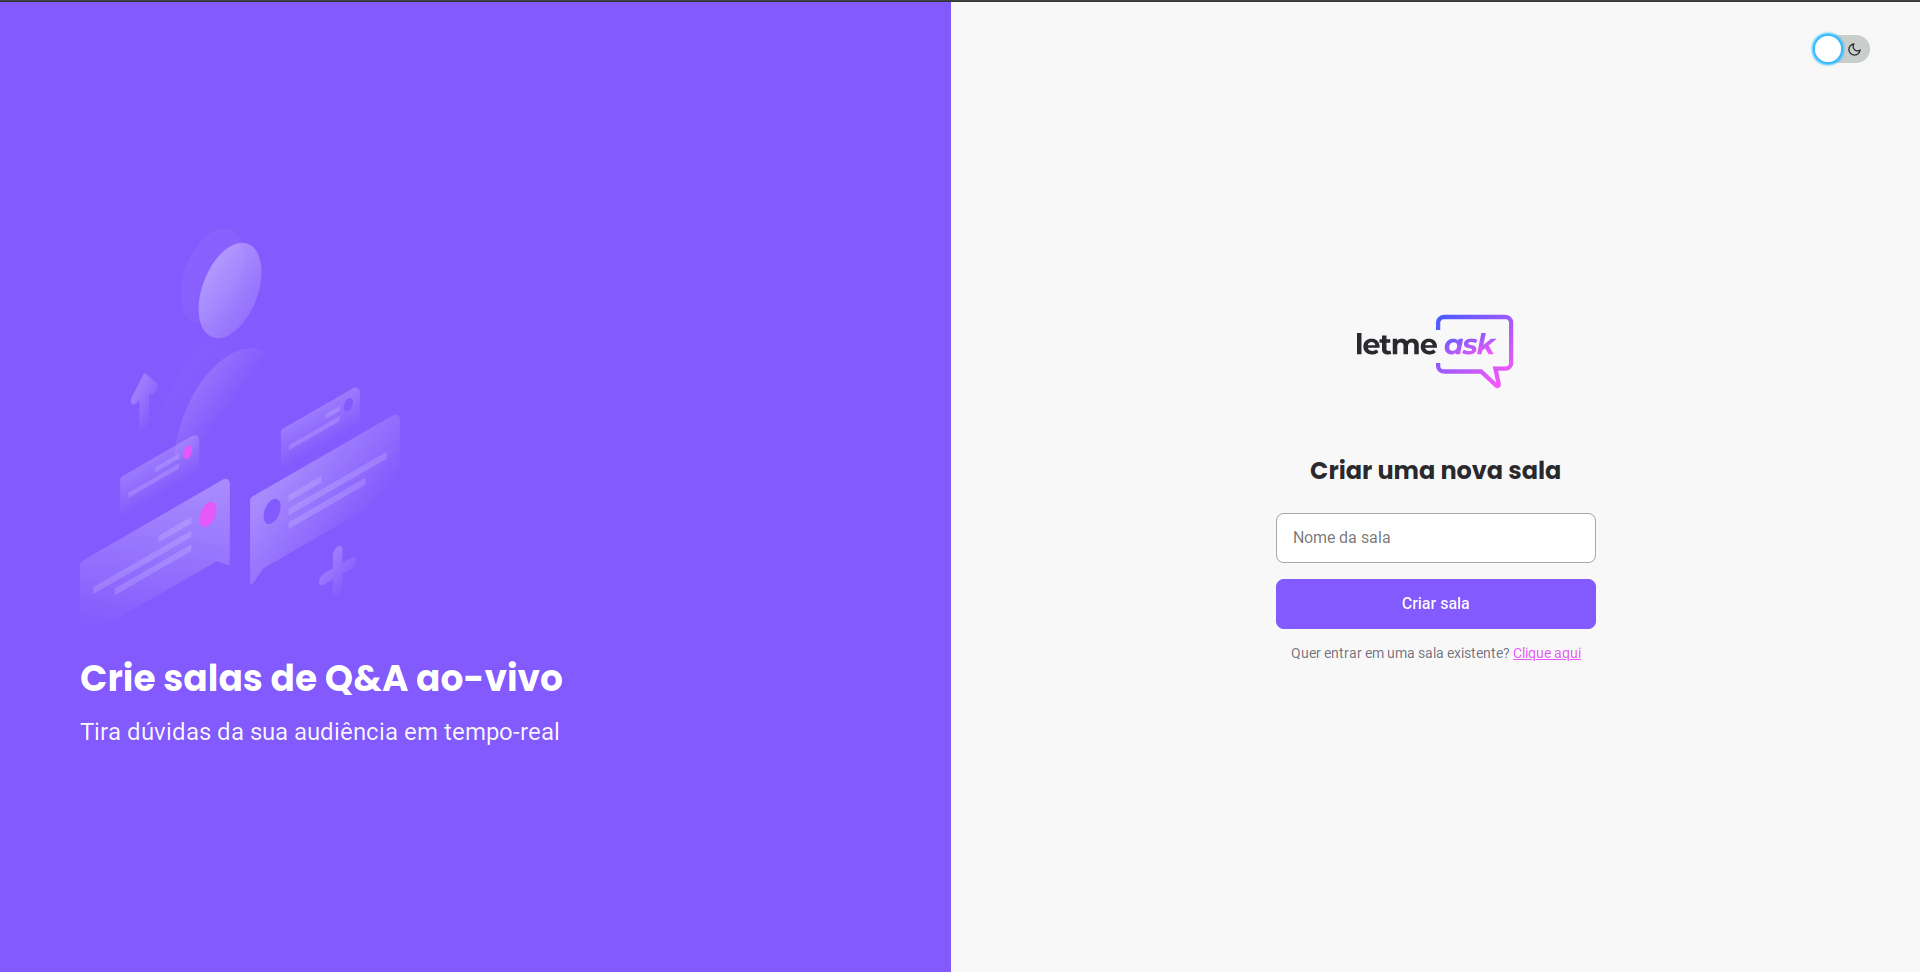 Crie salas de Q&A ao-vivo
Tira dúvidas da sua audiência em tempo-real
letme ask
Criar uma nova sala
Nome da sala
Criar sala
Quer entrar em uma sala existente? Clique aqui